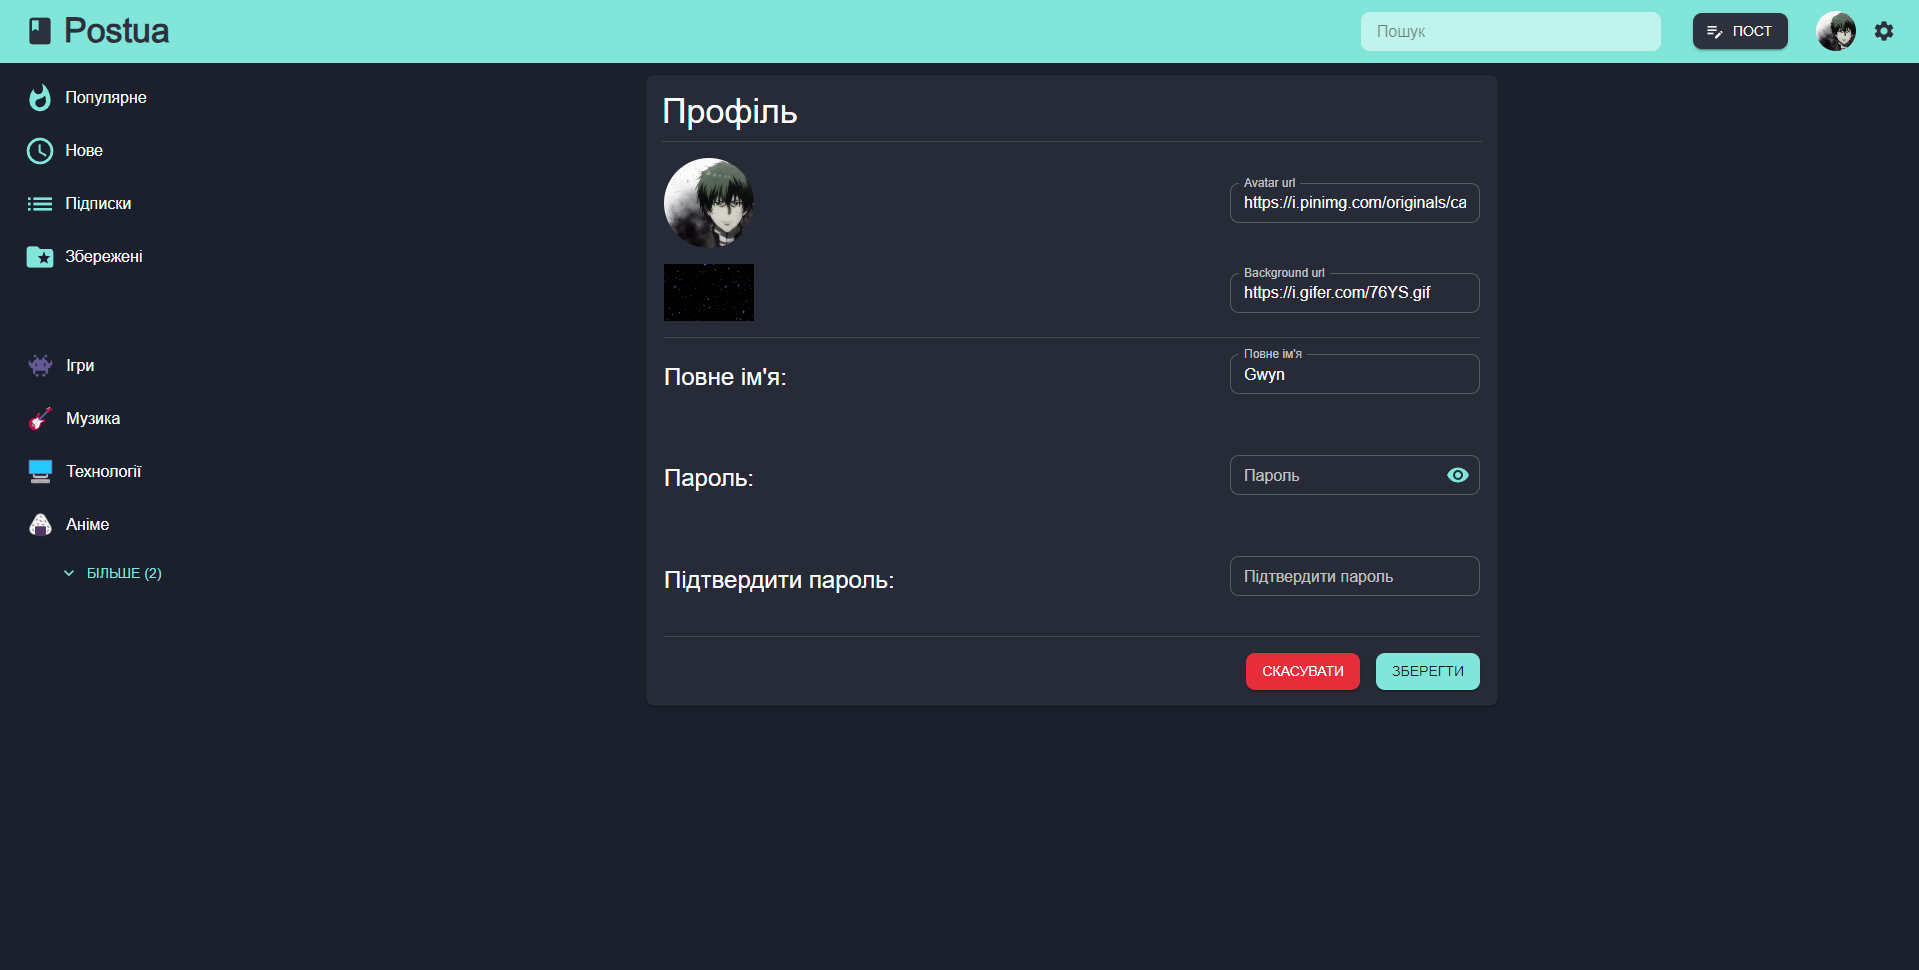 Postua
Пошук
ПОСТ
Популярне
Нове
Підписки
Збережені
Ігри
Музика
Технології
Аніме
БІЛЬШЕ (2)
Профіль
Avatar url
https://i.pinimg.com/originals/ca
Background url
https://i.gifer.com/76YS.gif
Повне ім'я:
Повне ім'я
Gwyn
Пароль:
Пароль
Підтвердити пароль:
Підтвердити пароль
СКАСУВАТИ
ЗБЕРЕГТИ